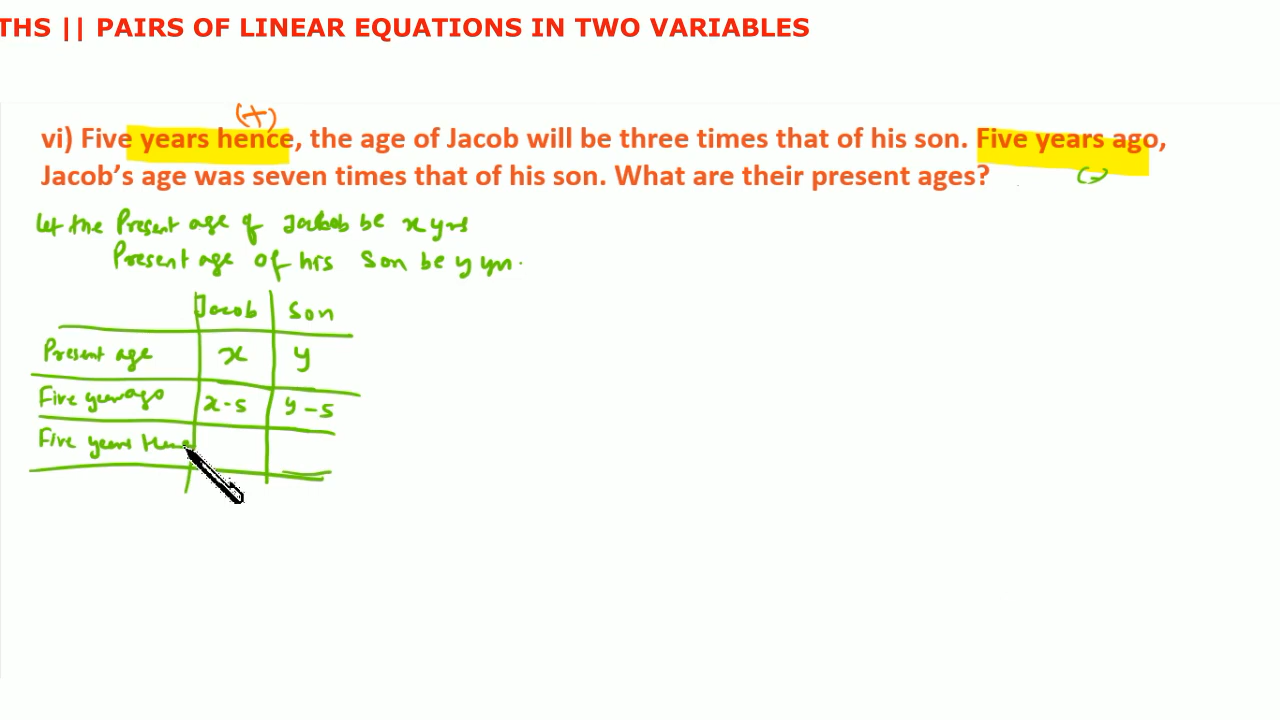 THS || PAIRS OF LINEAR EQUATIONS IN TWO VARIABLES
(+)
vi) Five years hence, the age of Jacob will be three times that of his son. Five years ago,
Jacob’s age was seven times that of his son. What are their present ages?
(-)
Let the Present age of Jacob be x yrs
Present age of his Son be y yrs.
Jacob Son
Present age x y
Five years ago x-5 y-5
Five years Hence